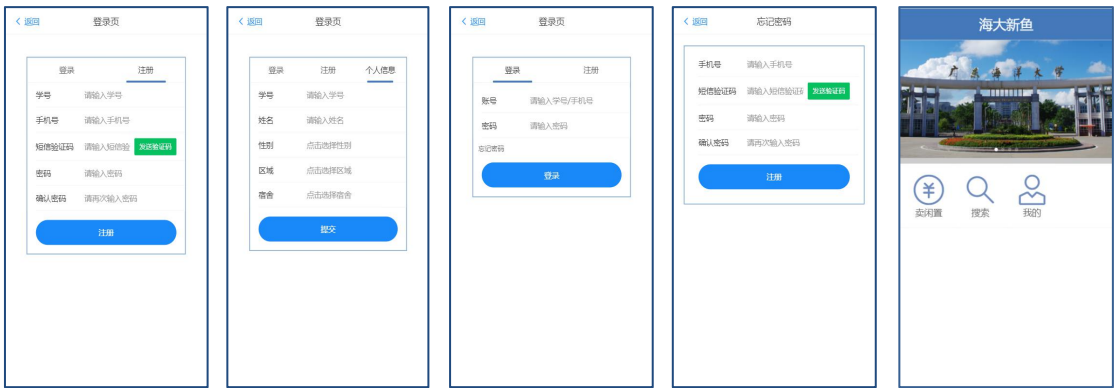 返回 登录页
登录 注册
学号 请输入学号
手机号 请输入手机号
短信验证码 请输入短信验 发送验证码
密码 请输入密码
确认密码 请再次输入密码
注册
返回 登录页
登录 注册 个人信息
学号 请输入学号
姓名 请输入姓名
性别 点击选择性别
区域 点击选择区域
宿舍 点击选择宿舍
提交
返回 登录页
登录 注册
账号 请输入学号/手机号
密码 请输入密码
忘记密码
登录
返回 忘记密码
手机号 请输入手机号
短信验证码 请输入短信验证 发送验证码
密码 请输入密码
确认密码 请再次输入密码
注册
海大新鱼
广东海洋大学
卖闲置 搜索 我的